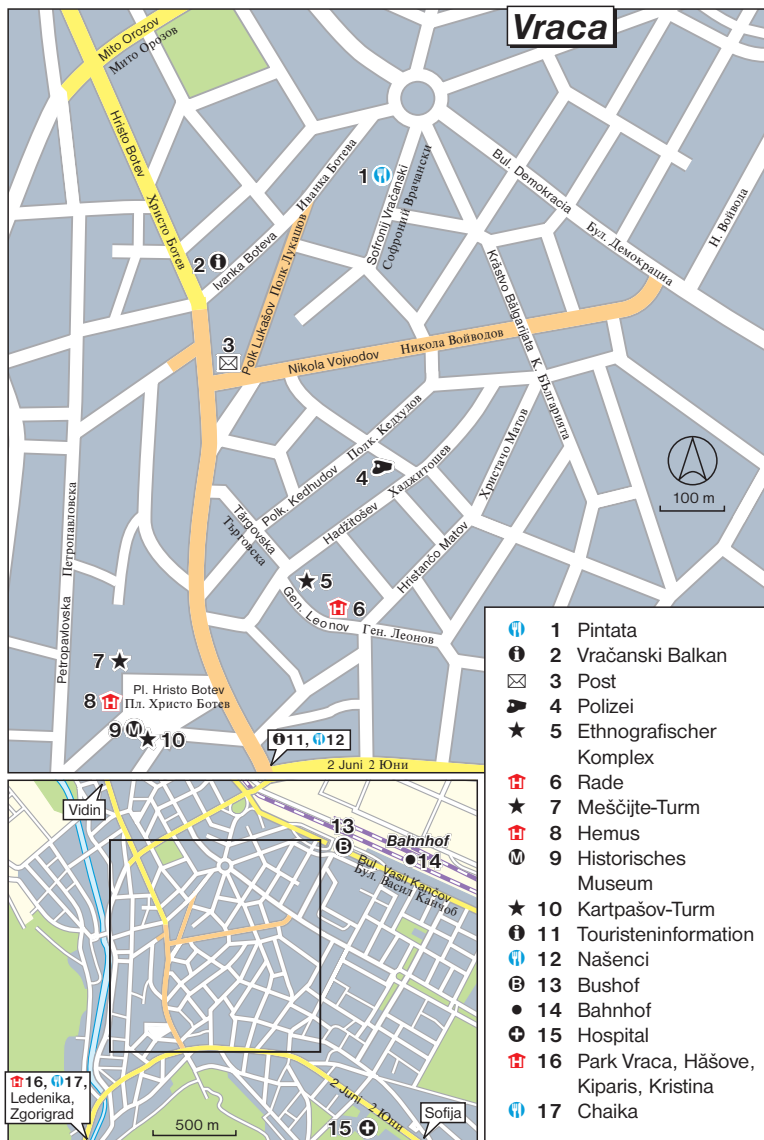 Vraca
Mito Orozov
Мито Орозов
Hristo Botev Христо Ботев
1
Sofronij Vračanski
Софроний Врачански
Bul. Demokracia Бул. Демокрациа
Н. Войвода
2
Ivanka Boteva Иванка Ботева
Polk Lukašov Полк Лукашов
3
Nikola Vojvodov Никола Войводов
Krăstvo Bălgarijata К. БЪлгарията
4
Polk. Kedhudov Полк. Кедхудов
Hadžitošev Хаджитошев
Hristančo Matov Христачо Матов
100 m
Tărgovska
Търговска
5
6
Gen. Leonov Ген. Леонов
Petropavlovska Петропавловска
7
8
Pl. Hristo Botev
Пл. Христо Ботев
9 M
10
11, 12
2 Juni 2 Юни
1 Pintata
2 Vračanski Balkan
3 Post
4 Polizei
5 Ethnografischer
Komplex
6 Rade
7 Meščijte-Turm
8 Hemus
M 9 Historisches
Museum
10 Kartpašov-Turm
11 Touristeninformation
12 Našenci
B 13 Bushof
14 Bahnhof
15 Hospital
16 Park Vraca, Hăšove,
Kiparis, Kristina
17 Chaika
Vidin
13
B
Bahnhof
14
Bul. Vasil Kančov
Бул. Васил Канчоб
16, 17,
Ledenika,
Zgorigrad
500 m
2 Juni 2 Юни
15
Sofija